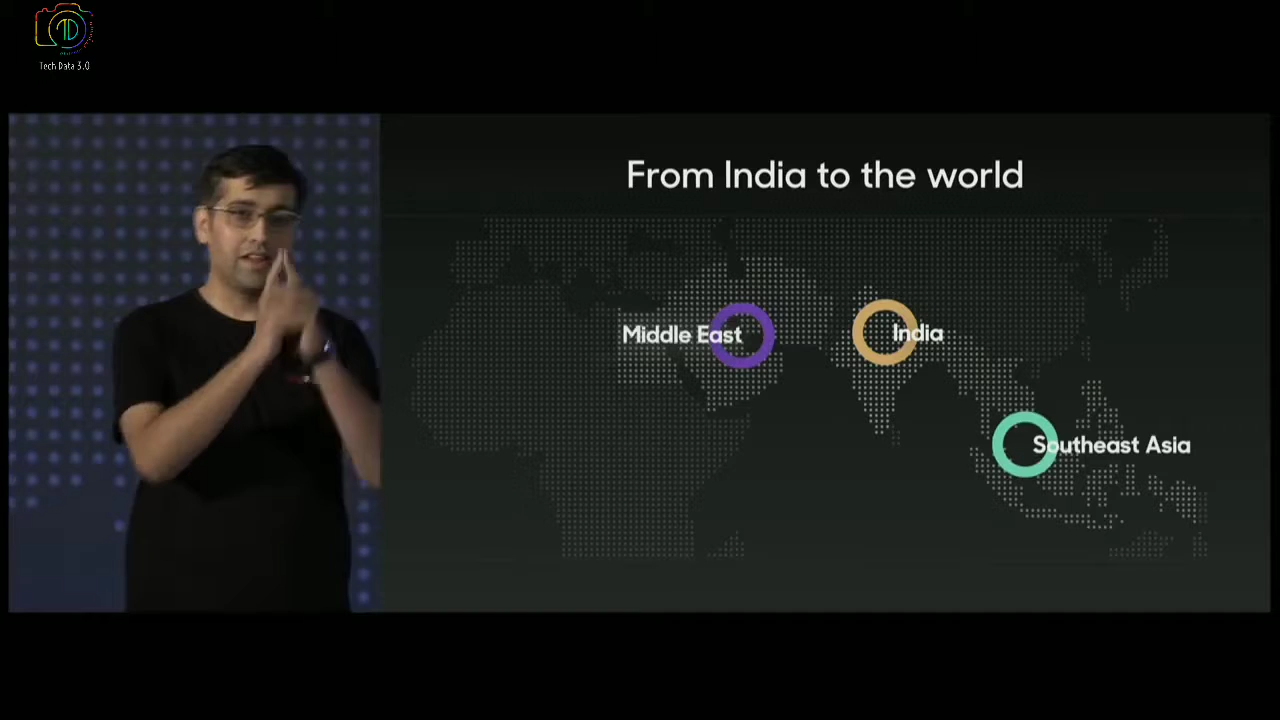 Tech Data 3.0
From India to the world
Middle East
India
Southeast Asia